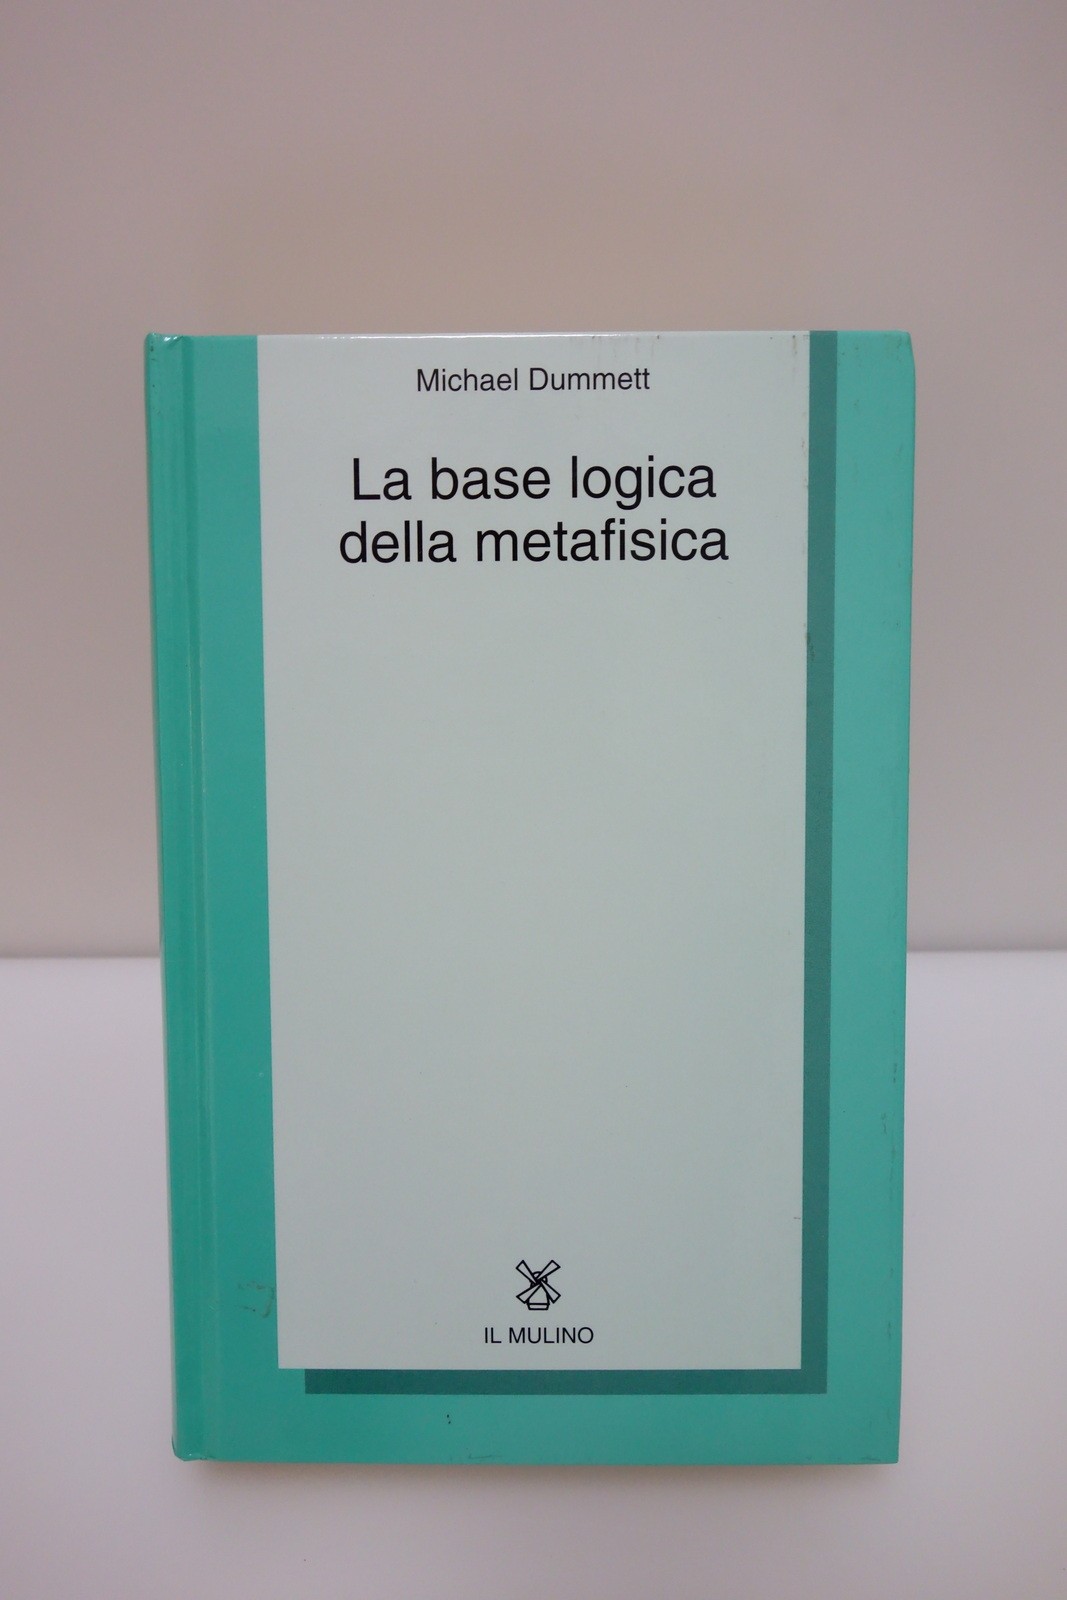 Michael Dummett
La base logica
della metafisica
IL MULINO